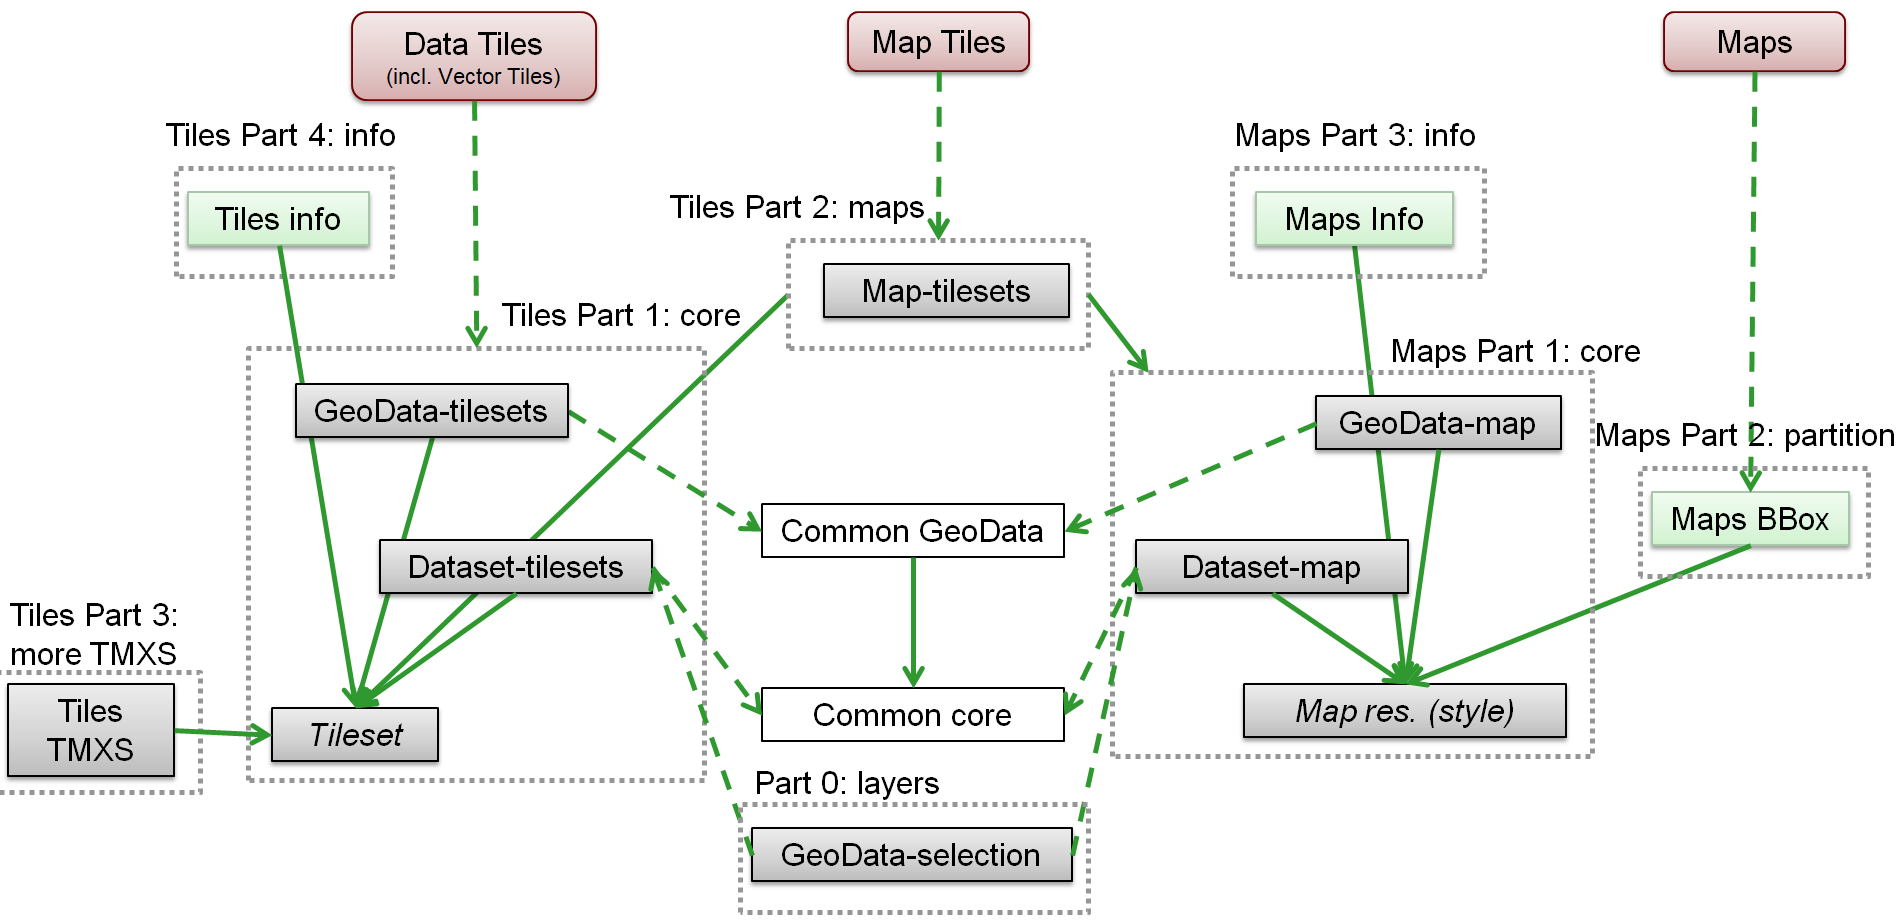 Data Tiles
(incl. Vector Tiles)
Map Tiles
Maps
Tiles Part 4: info
Maps Part 3: info
Tiles info
Tiles Part 2: maps
Maps Info
Map-tilesets
Tiles Part 1: core
Maps Part 1: core
GeoData-tilesets
GeoData-map
Maps Part 2: partition
Common GeoData
Maps BBox
Dataset-tilesets
Dataset-map
Tiles Part 3:
more TMXS
Tiles
TMXS
Tileset
Common core
Map res. (style)
Part 0: layers
GeoData-selection